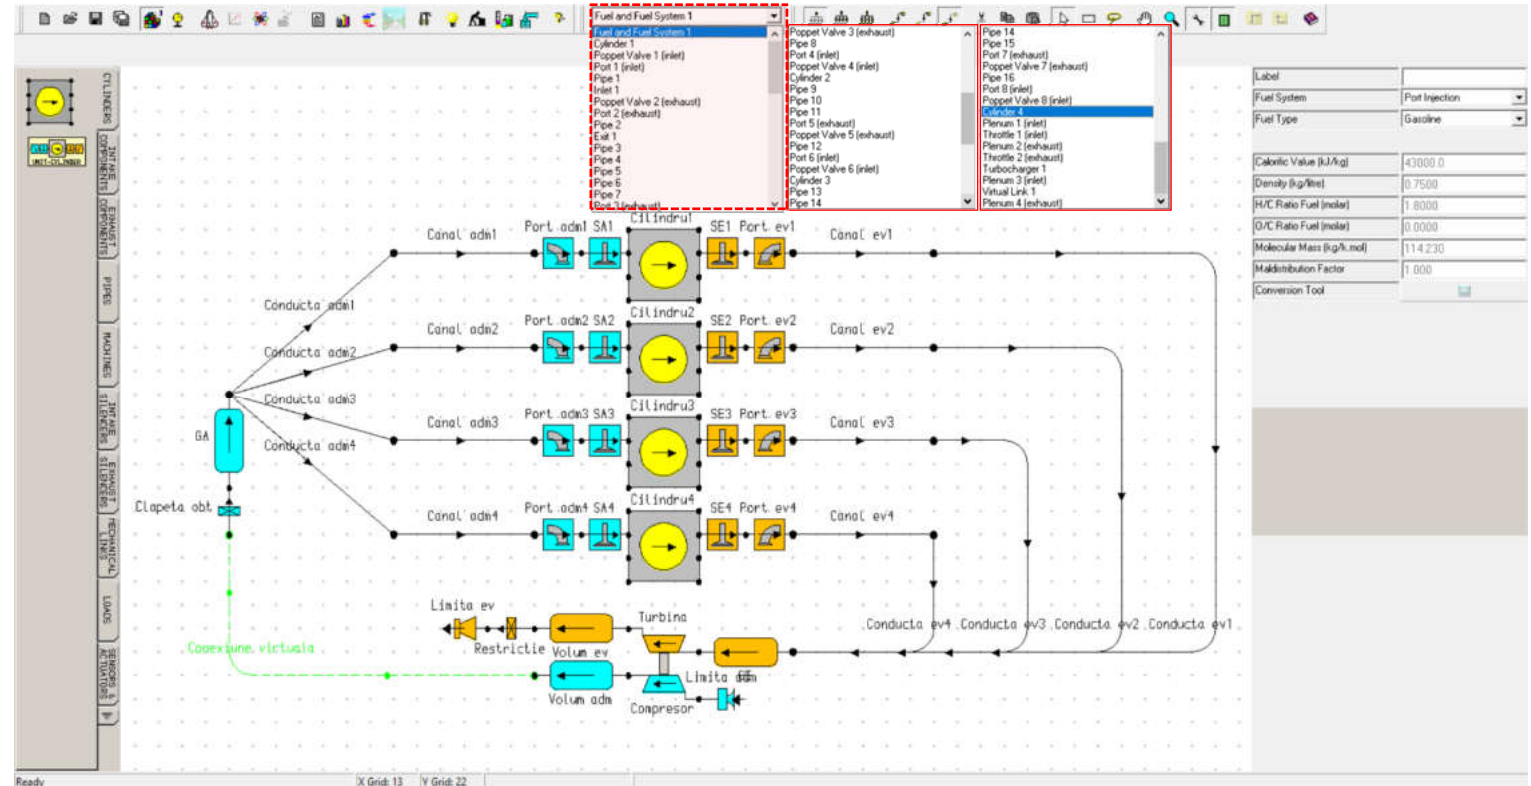 Fuel and Fuel System 1
Fuel and Fuel System 1
Cylinder 1
Poppet Valve 1 (inlet)
Port 1 (inlet)
Pipe 1
Inlet 1
Poppet Valve 2 (exhaust)
Port 2 (exhaust)
Pipe 2
Exit 1
Pipe 3
Pipe 4
Pipe 5
Pipe 6
Pipe 7
Port 3 (exhaust)
Poppet Valve 3 (exhaust)
Pipe 8
Port 4 (inlet)
Poppet Valve 4 (inlet)
Cylinder 2
Pipe 9
Pipe 10
Pipe 11
Port 5 (exhaust)
Poppet Valve 5 (exhaust)
Pipe 12
Port 6 (inlet)
Poppet Valve 6 (inlet)
Cylinder 3
Pipe 13
Pipe 14
Pipe 14
Pipe 15
Port 7 (exhaust)
Poppet Valve 7 (exhaust)
Pipe 16
Port 8 (inlet)
Poppet Valve 8 (inlet)
Cylinder 4
Plenum 1 (inlet)
Throttle 1 (inlet)
Plenum 2 (exhaust)
Throttle 2 (exhaust)
Turbocharger 1
Plenum 3 (inlet)
Virtual Link 1
Plenum 4 (exhaust)
CYLINDERS
INTAKE COMPONENTS
EXHAUST COMPONENTS
PIPES
MACHINES
INTAKE SILENCERS
EXHAUST SILENCERS
MECHANICAL LINKS
LOADS
SENSORS & ACTUATORS
UNIT-CYLINDER
Label
Fuel System Port Injection
Fuel Type Gasoline
Calorific Value (kJ/kg) 43000.0
Density (kg/litre) 0.7500
H/C Ratio Fuel (molar) 1.8000
O/C Ratio Fuel (molar) 0.0000
Molecular Mass (kg/k.mol) 114.230
Maldistribution Factor 1.000
Conversion Tool
Canal adm1 Port adm1 SA1 Cilindru1 SE1 Port ev1 Canal ev1
Conducta adm1
Canal adm2 Port adm2 SA2 Cilindru2 SE2 Port ev2 Canal ev2
Conducta adm2
Conducta adm3
Canal adm3 Port adm3 SA3 Cilindru3 SE3 Port ev3 Canal ev3
GA
Conducta adm4
Clapeta obt
Canal adm4 Port adm4 SA4 Cilindru4 SE4 Port ev4 Canal ev4
Limita ev
Turbina
Conducta ev4 Conducta ev3 Conducta ev2 Conducta ev1
Conexiune virtuala
Restrictie Volum ev
Limita adm
Volum adm
Compresor
Ready X Grid: 13 Y Grid: 22